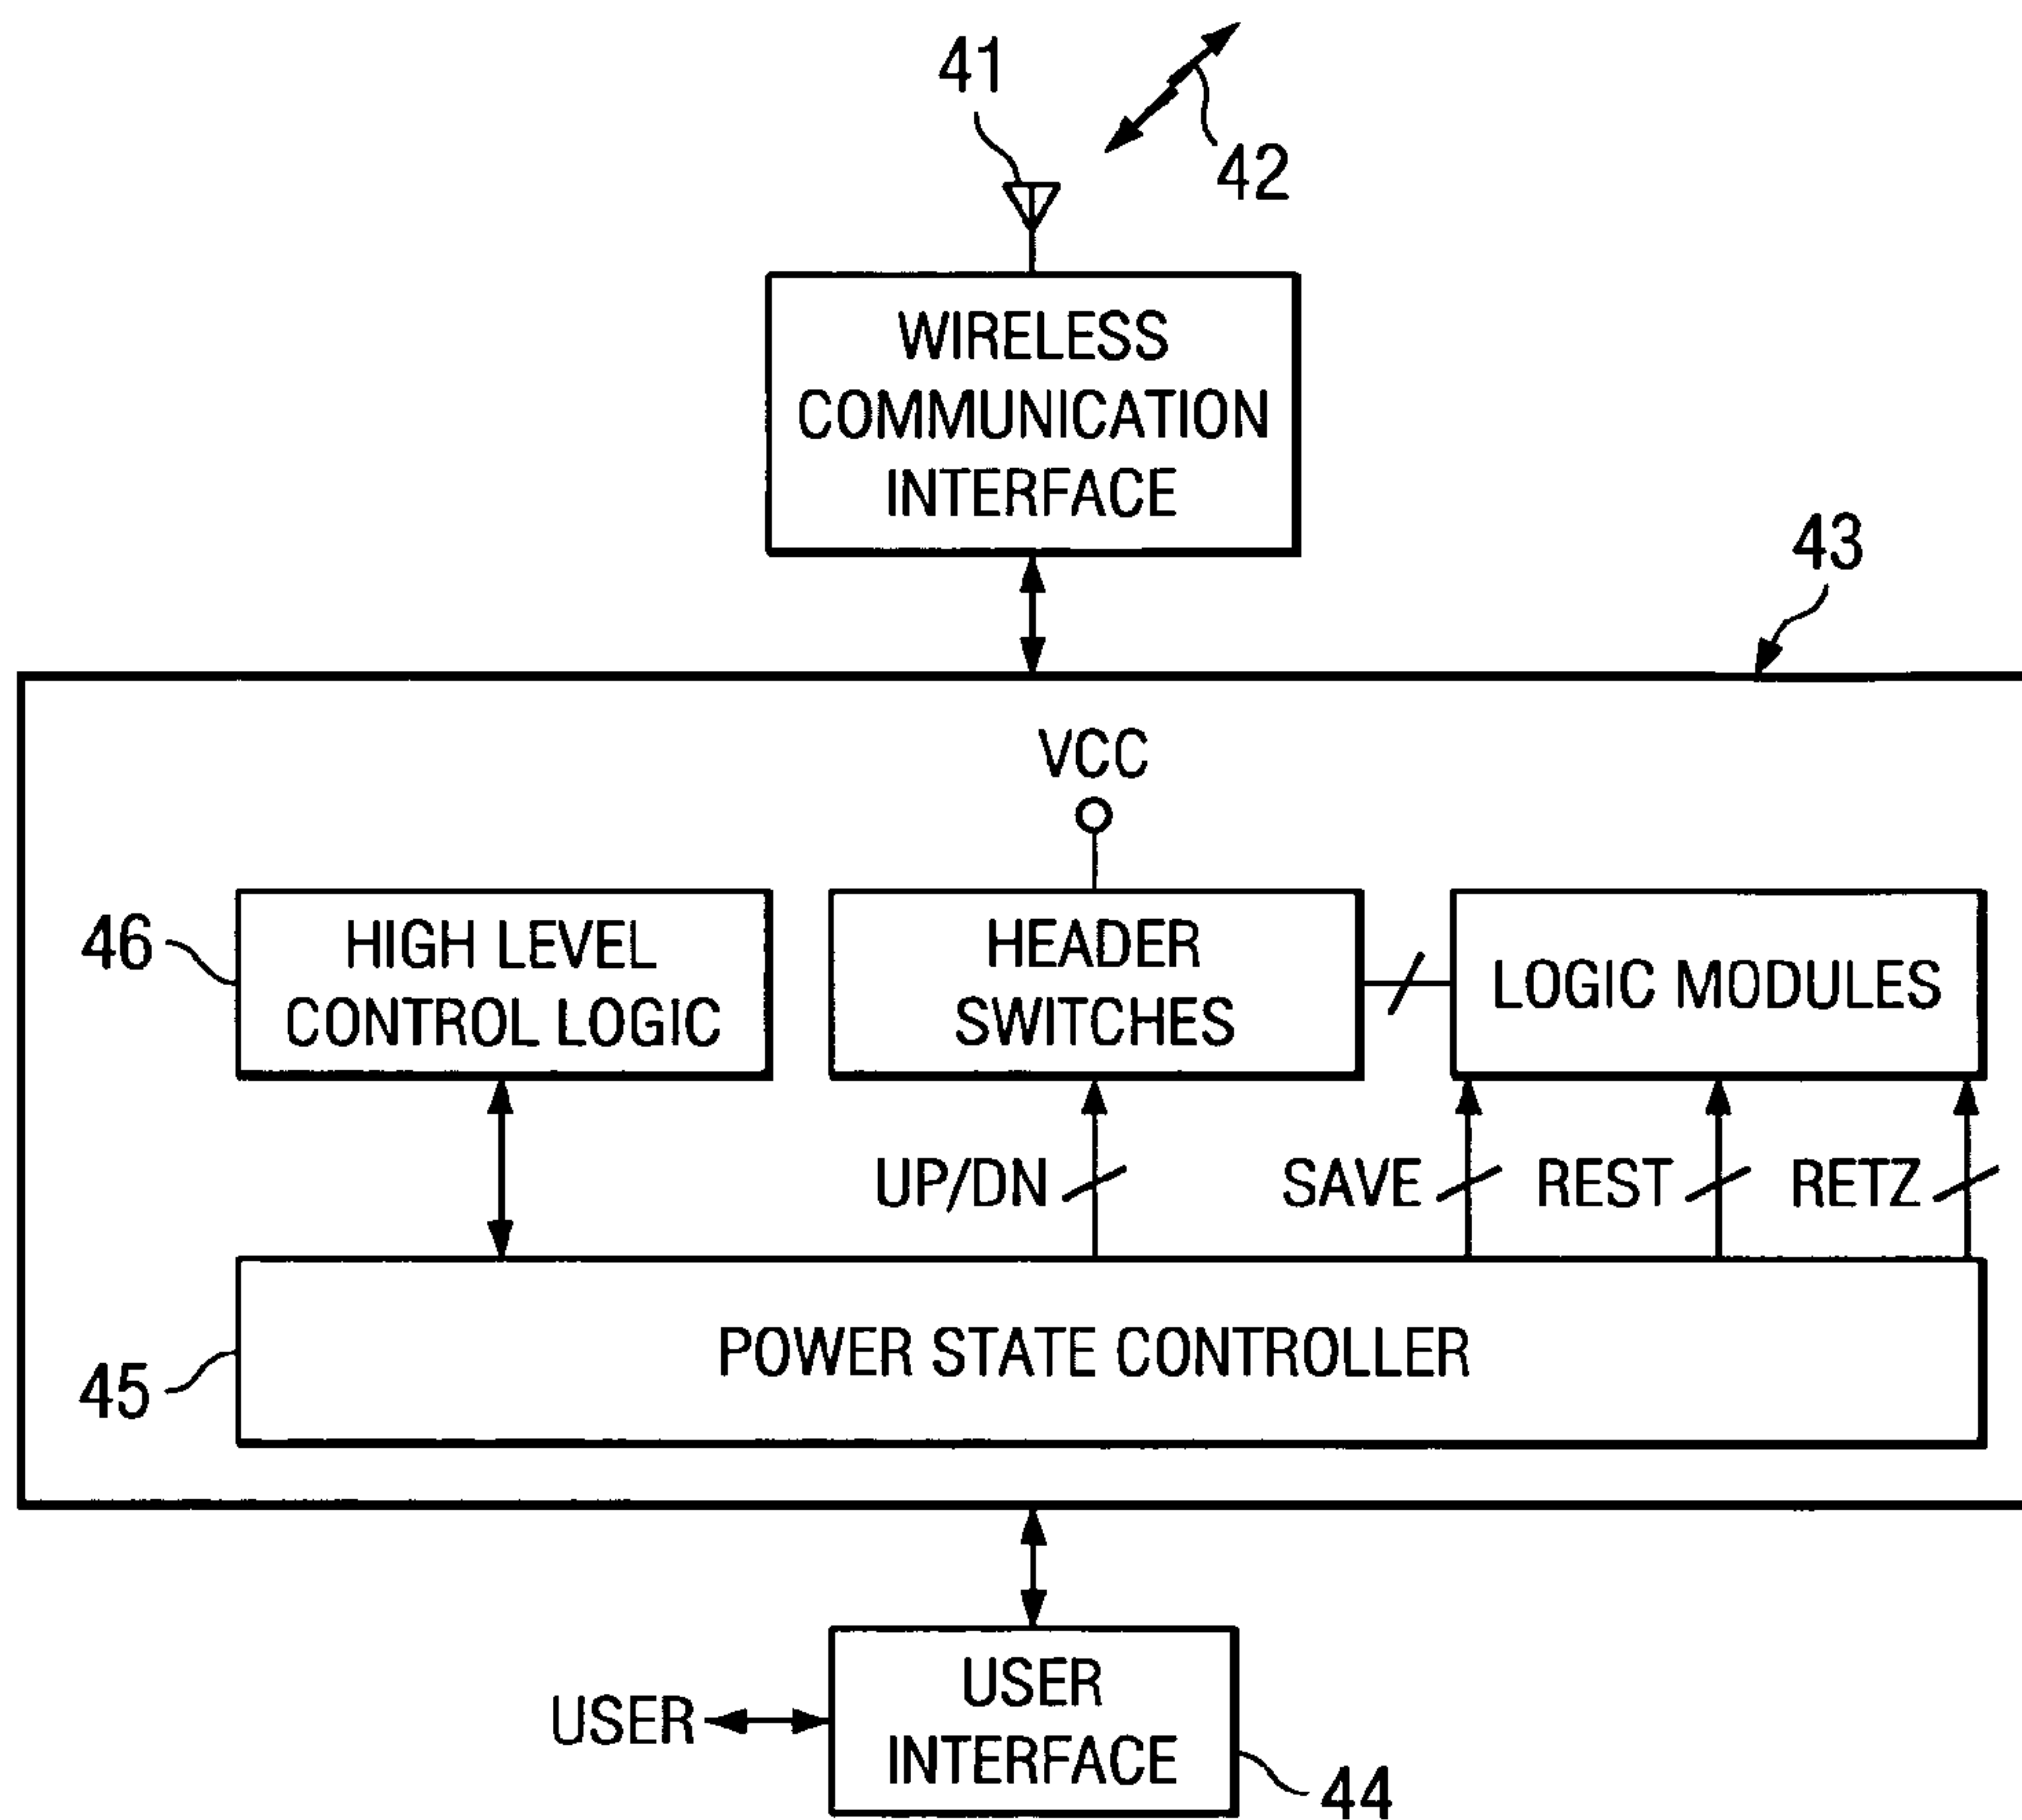 41
42
WIRELESS
COMMUNICATION
INTERFACE
43
VCC
46
HIGH LEVEL
CONTROL LOGIC
HEADER
SWITCHES
LOGIC MODULES
UP/DN
SAVE
REST
RETZ
45
POWER STATE CONTROLLER
USER
USER
INTERFACE
44